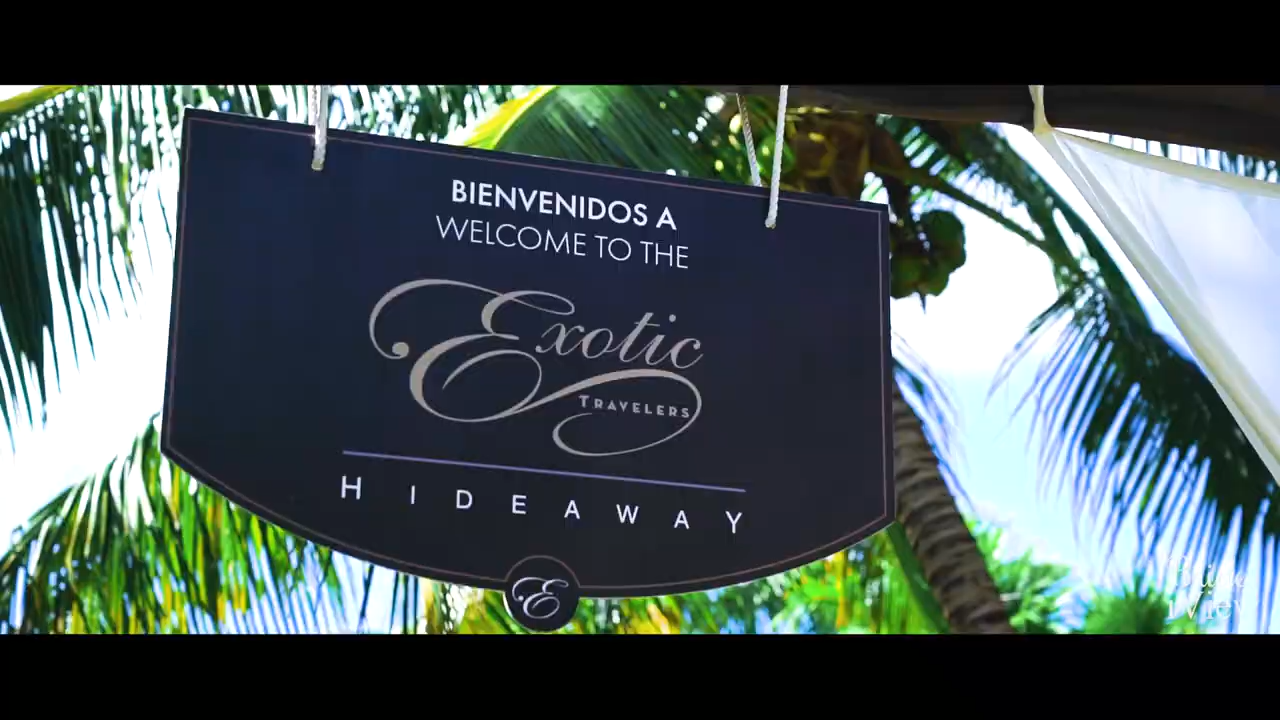 BIENVENIDOS A
WELCOME TO THE
Exotic
TRAVELERS
HIDEAWAY
E